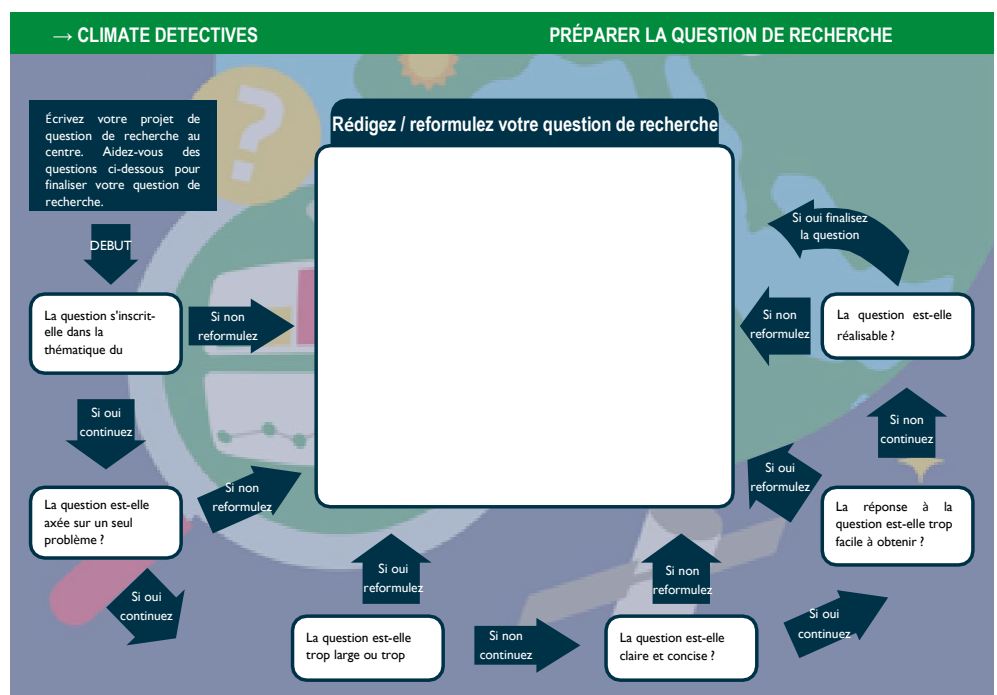 → CLIMATE DETECTIVES
PRÉPARER LA QUESTION DE RECHERCHE
Écrivez votre projet de
question de recherche au
centre. Aidez-vous des
questions ci-dessous pour
finaliser votre question de
recherche.
Rédigez / reformulez votre question de recherche
DEBUT
La question s'inscrit-
elle dans la
thématique du
Si non
reformulez
Si oui
continuez
La question est-elle
axée sur un seul
problème ?
Si non
reformulez
Si oui
continuez
La question est-elle
trop large ou trop
Si oui
reformulez
Si non
continuez
La question est-elle
claire et concise ?
Si non
reformulez
Si oui
continuez
La réponse à la
question est-elle trop
facile à obtenir ?
Si oui
reformulez
Si non
continuez
La question est-elle
réalisable ?
Si non
reformulez
Si oui finalisez
la question